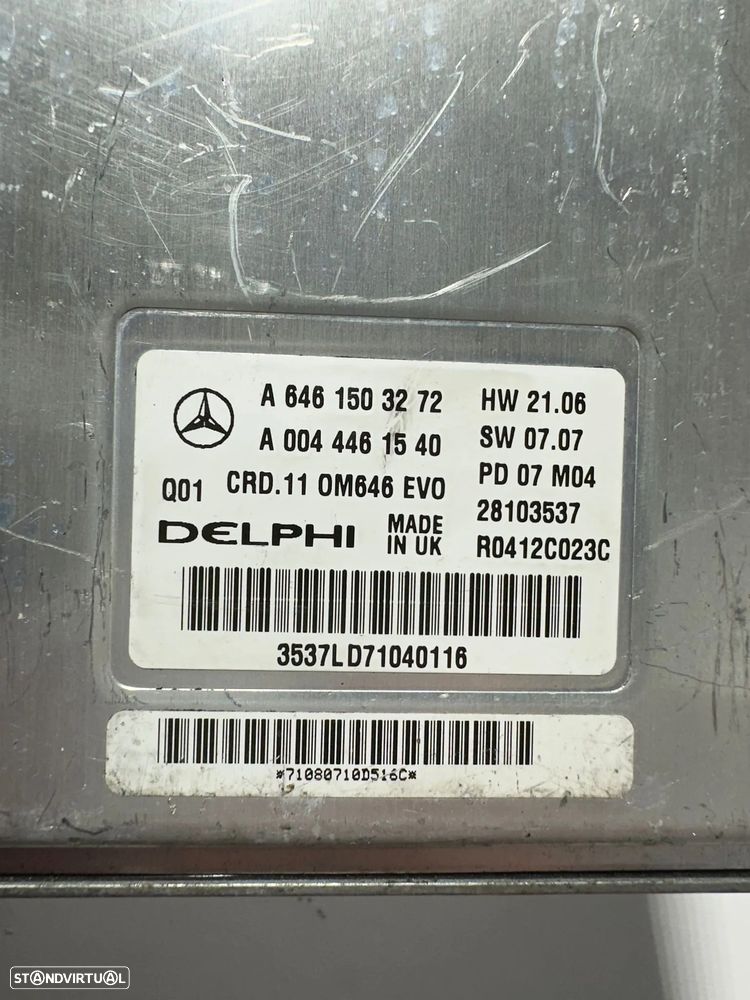 A 646 150 32 72 HW 21.06
A 004 446 15 40 SW 07.07
Q01 CRD.11 OM646 EVO PD 07 M04
28103537
DELPHI MADE IN UK R0412C023C
3537LD71040116
*71080710D516C*
STANDVIRTUAL